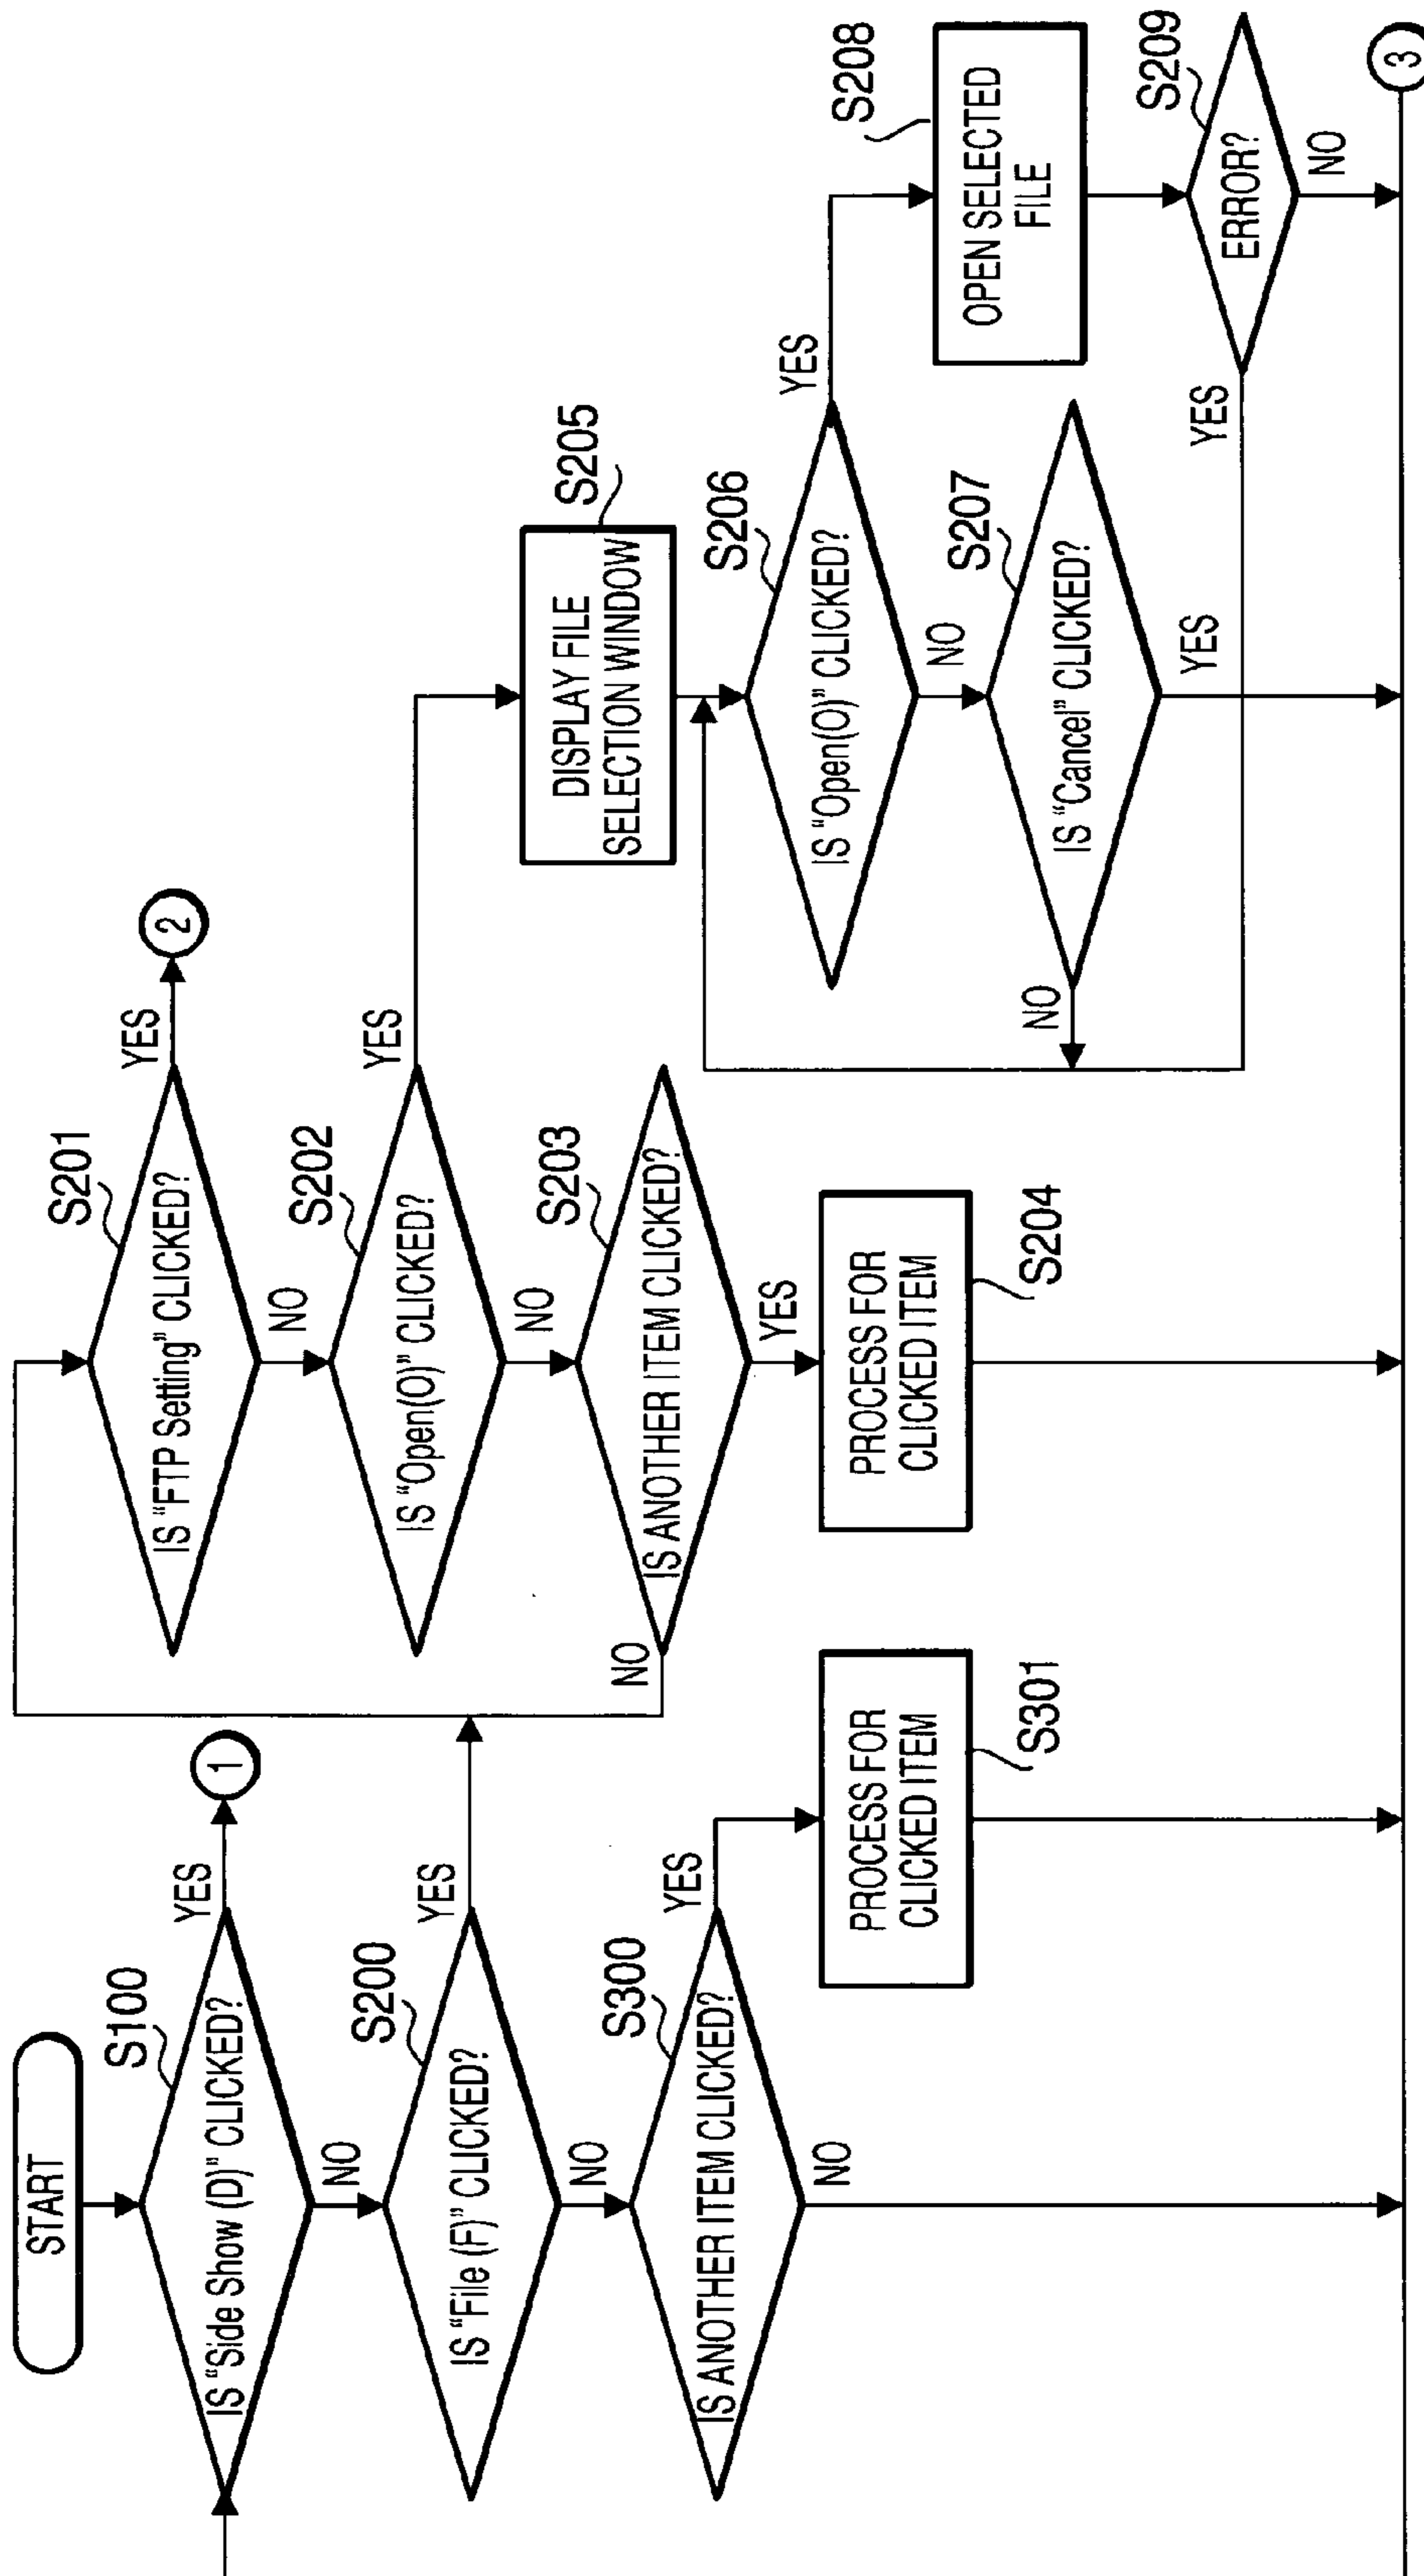 START
S100
IS "Side Show (D)" CLICKED?
YES
1
NO
S200
IS "File (F)" CLICKED?
YES
NO
S300
IS ANOTHER ITEM CLICKED?
YES
NO
PROCESS FOR
CLICKED ITEM
S301
S201
IS "FTP Setting" CLICKED?
YES
2
NO
S202
IS "Open(O)" CLICKED?
YES
NO
S203
IS ANOTHER ITEM CLICKED?
NO
YES
PROCESS FOR
CLICKED ITEM
S204
S205
DISPLAY FILE
SELECTION WINDOW
S206
IS "Open(O)" CLICKED?
YES
NO
S207
IS "Cancel" CLICKED?
NO
YES
S208
OPEN SELECTED
FILE
S209
ERROR?
YES
NO
3